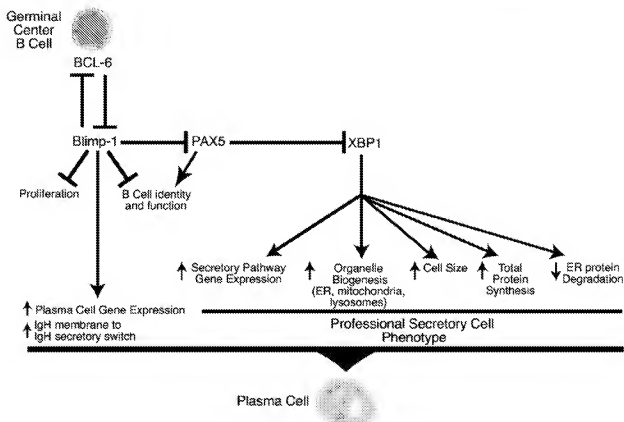 Germinal
Center
B Cell
BCL-6
Blimp-1
PAX5
XBP1
Proliferation
B Cell identity
and function
Secretory Pathway
Gene Expression
Organelle
Biogenesis
(ER, mitochondria,
lysosomes)
Cell Size
Total
Protein
Synthesis
ER protein
Degradation
Plasma Cell Gene Expression
IgH membrane to
IgH secretory switch
Professional Secretory Cell
Phenotype
Plasma Cell